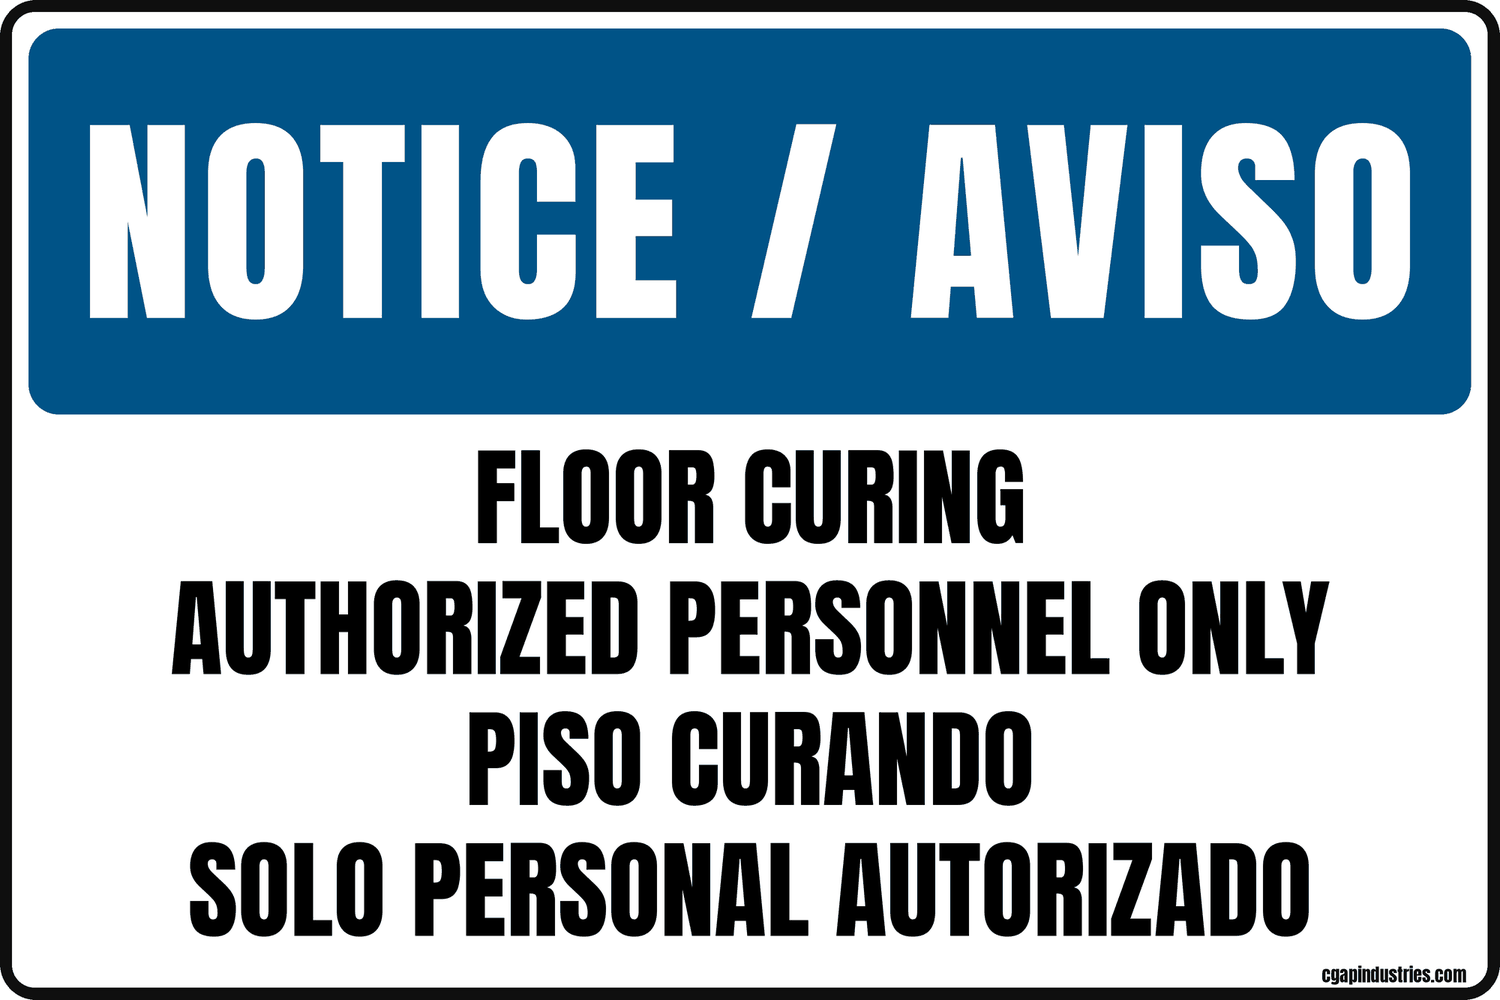 NOTICE / AVISO
FLOOR CURING
AUTHORIZED PERSONNEL ONLY
PISO CURANDO
SOLO PERSONAL AUTORIZADO
cgapindustries.com